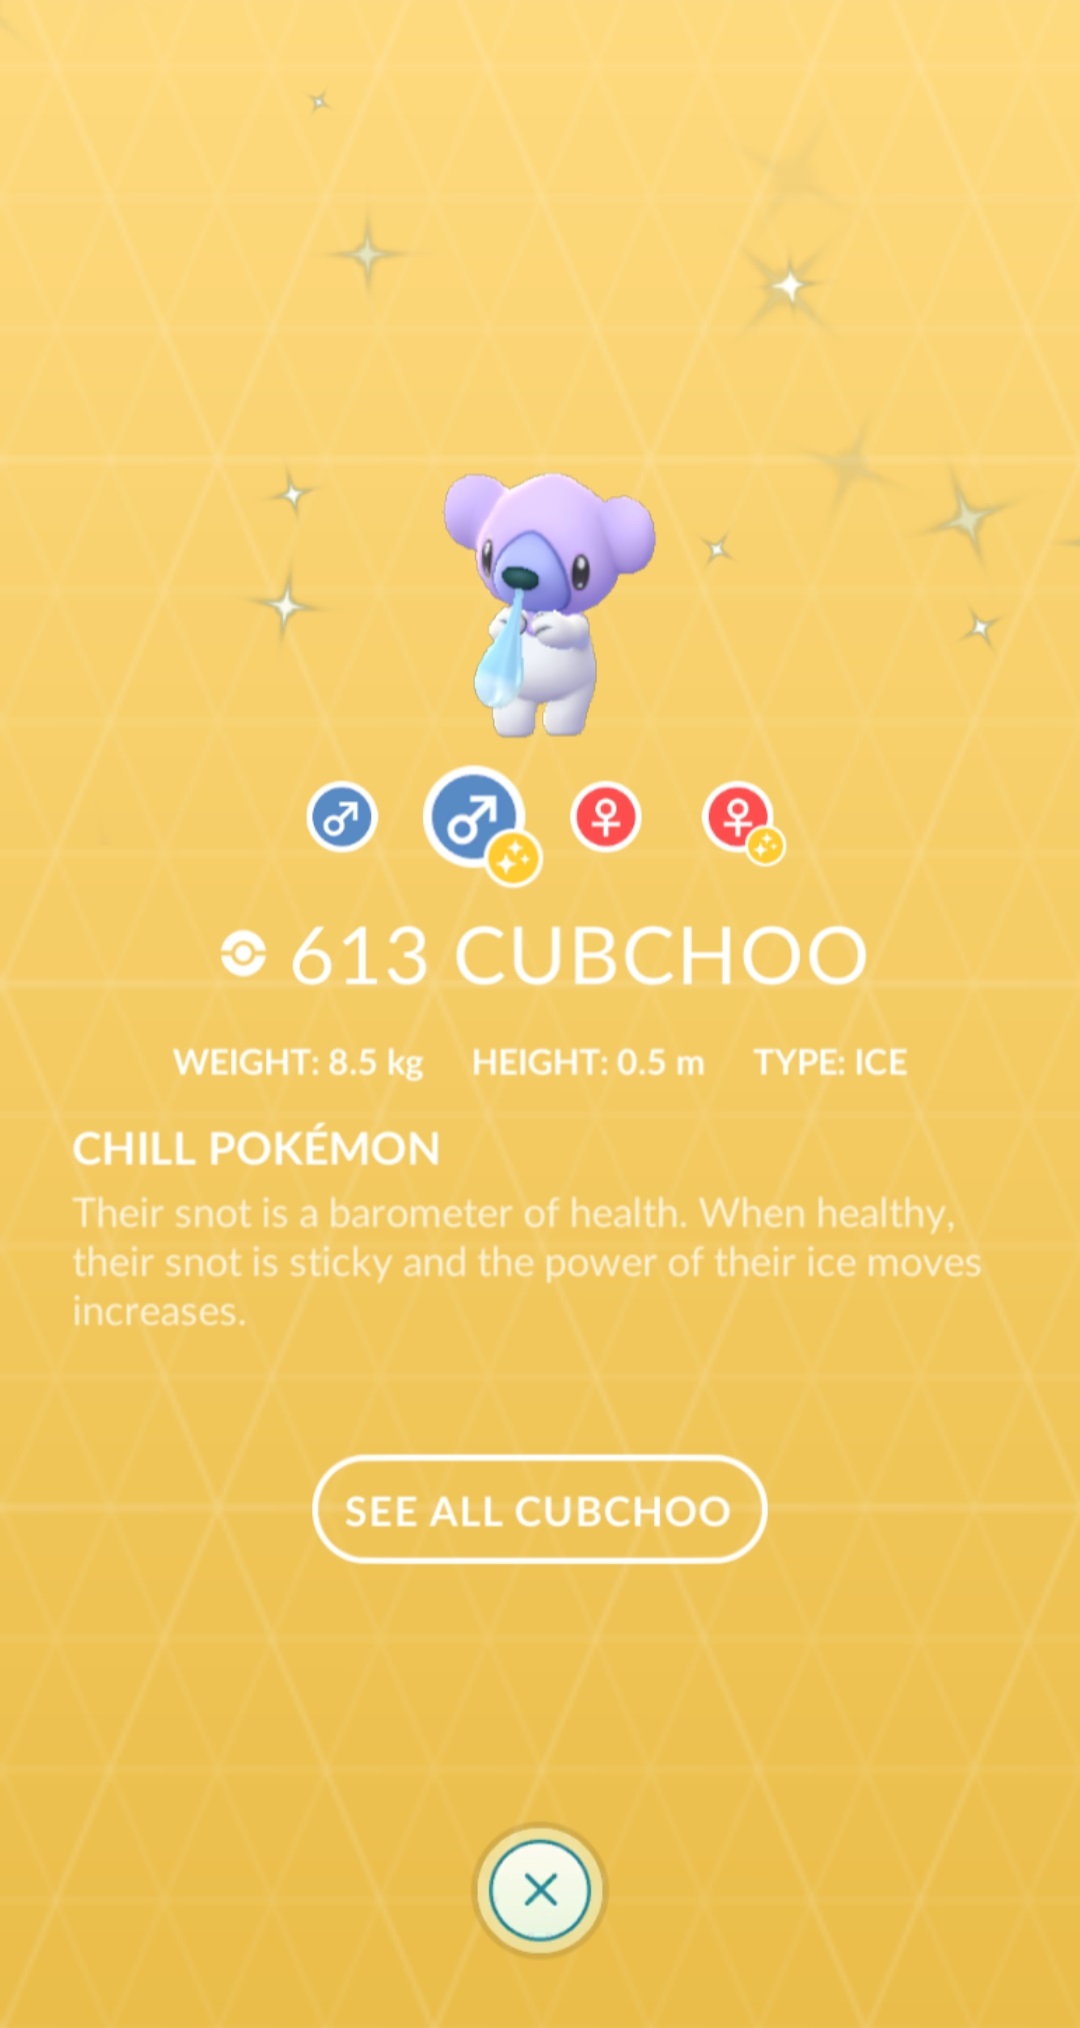 613 CUBCHOO
WEIGHT: 8.5 kg HEIGHT: 0.5 m TYPE: ICE
CHILL POKÉMON
Their snot is a barometer of health. When healthy,
their snot is sticky and the power of their ice moves
increases.
SEE ALL CUBCHOO